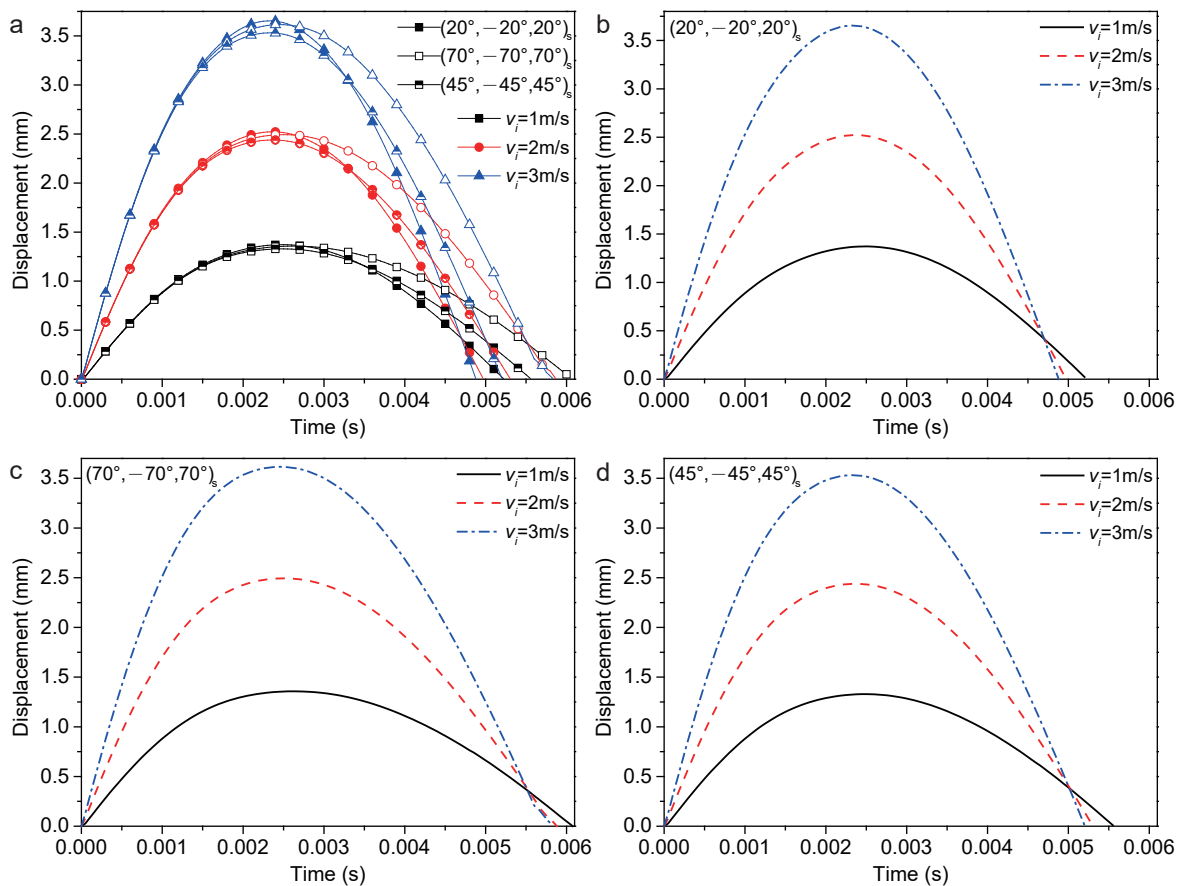 a
(20°, −20°,20°)s
(70°, −70°,70°)s
(45°, −45°,45°)s
vi=1m/s
vi=2m/s
vi=3m/s
3.5
3.0
2.5
2.0
1.5
1.0
0.5
0.0
Displacement (mm)
0.000 0.001 0.002 0.003 0.004 0.005 0.006
Time (s)
b
(20°, −20°,20°)s
vi=1m/s
vi=2m/s
vi=3m/s
3.5
3.0
2.5
2.0
1.5
1.0
0.5
0.0
Displacement (mm)
0.000 0.001 0.002 0.003 0.004 0.005 0.006
Time (s)
c
(70°, −70°,70°)s
vi=1m/s
vi=2m/s
vi=3m/s
3.5
3.0
2.5
2.0
1.5
1.0
0.5
0.0
Displacement (mm)
0.000 0.001 0.002 0.003 0.004 0.005 0.006
Time (s)
d
(45°, −45°,45°)s
vi=1m/s
vi=2m/s
vi=3m/s
3.5
3.0
2.5
2.0
1.5
1.0
0.5
0.0
Displacement (mm)
0.000 0.001 0.002 0.003 0.004 0.005 0.006
Time (s)